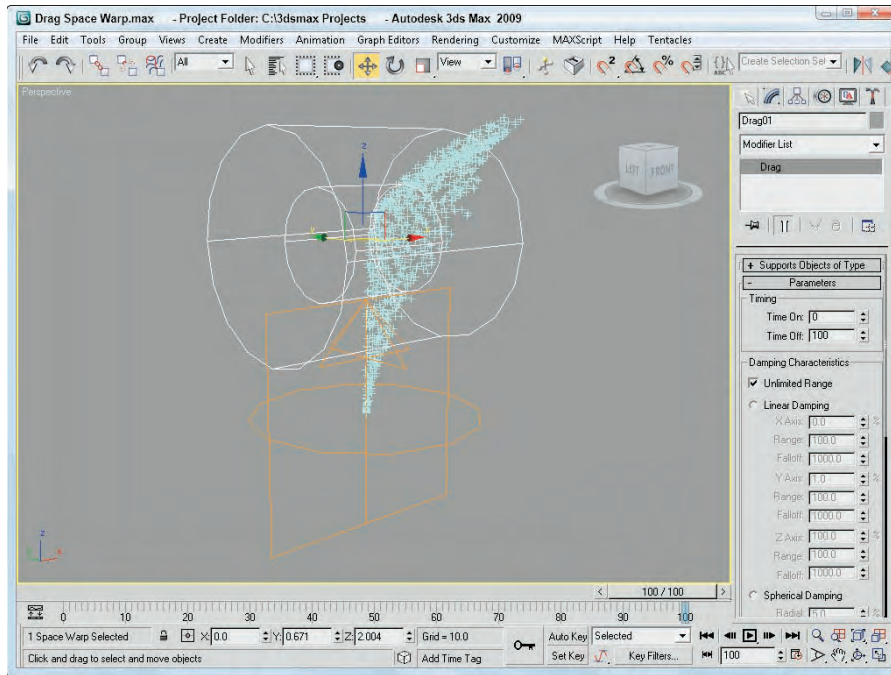 Drag Space Warp.max - Project Folder: C:\3dsmax Projects - Autodesk 3ds Max 2009
File Edit Tools Group Views Create Modifiers Animation Graph Editors Rendering Customize MAXScript Help Tentacles
All View 2 % ABC Create Selection Set
Perspective
z
LEFT FRONT
z
x
Drag01
Modifier List
Drag
+ Supports Objects of Type
- Parameters
Timing
Time On: 0
Time Off: 100
Damping Characteristics
Unlimited Range
Linear Damping
X Axis: 0.0 %
Range: 100.0
Falloff: 1000.0
Y Axis: 1.0 %
Range: 100.0
Falloff: 1000.0
Z Axis: 100.0 %
Range: 100.0
Falloff: 1000.0
Spherical Damping
Radial: 5.0 %
< 100 / 100 >
0 10 20 30 40 50 60 70 80 90 100
1 Space Warp Selected X: 0.0 Y: 0.671 Z: 2.004 Grid = 10.0 Auto Key Selected
Click and drag to select and move objects Add Time Tag Set Key Key Filters... 100